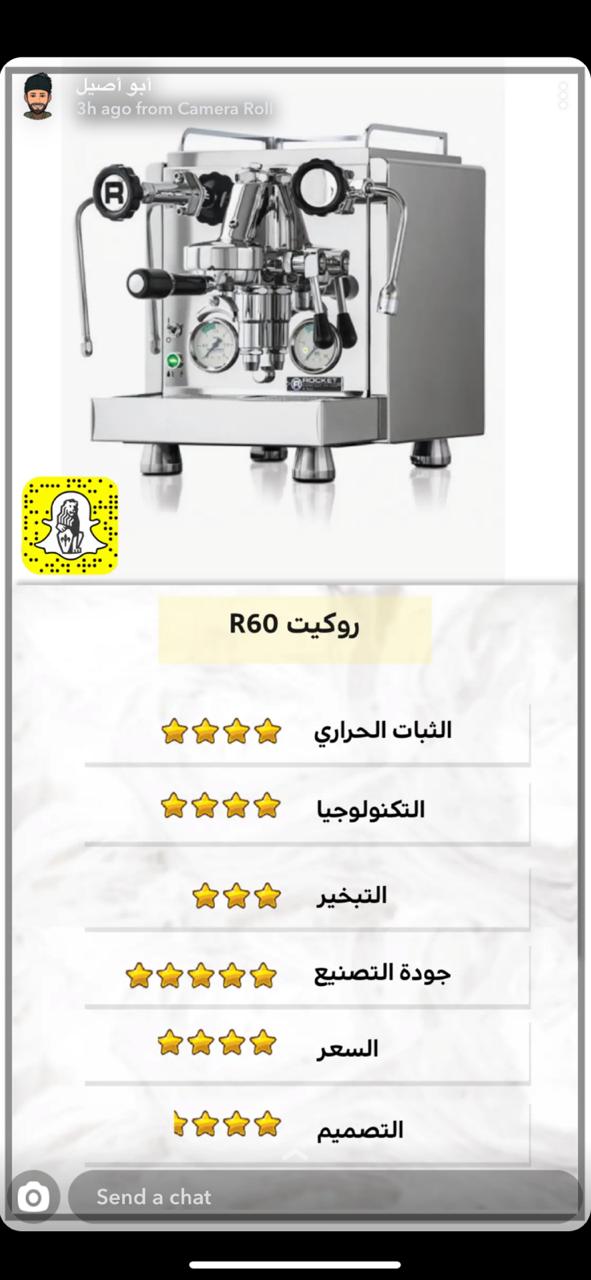 أبو أصيل
3h ago from Camera Roll
R
ROCKET
روكيت R60
الثبات الحراري
التكنولوجيا
التبخير
جودة التصنيع
السعر
التصميم
Send a chat